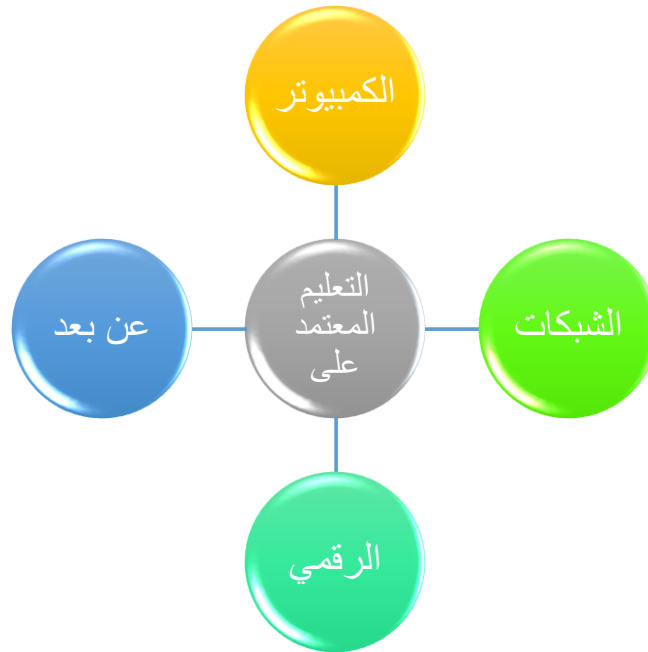 الكمبيوتر
التعليم
المعتمد
على
الشبكات
عن بعد
الرقمي